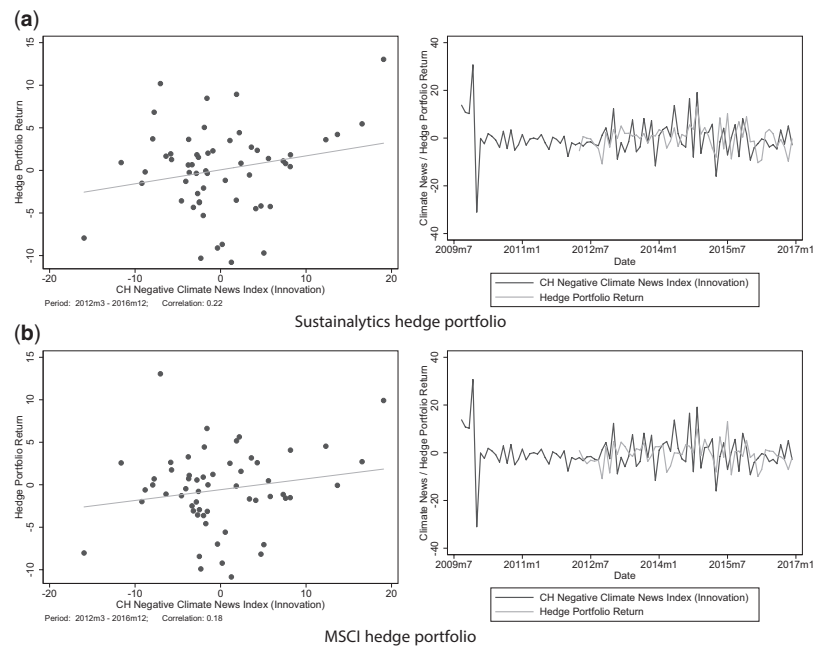 (a)
Hedge Portfolio Return
15
10
5
0
-5
-10
-20
-10
0
10
20
CH Negative Climate News Index (Innovation)
Period: 2012m3 - 2016m12; Correlation: 0.22
Climate News / Hedge Portfolio Return
40
20
0
-20
-40
2009m7
2011m1
2012m7
2014m1
2015m7
2017m1
Date
CH Negative Climate News Index (Innovation)
Hedge Portfolio Return
Sustainalytics hedge portfolio
(b)
Hedge Portfolio Return
15
10
5
0
-5
-10
-20
-10
0
10
20
CH Negative Climate News Index (Innovation)
Period: 2012m3 - 2016m12; Correlation: 0.18
Climate News / Hedge Portfolio Return
40
20
0
-20
-40
2009m7
2011m1
2012m7
2014m1
2015m7
2017m1
Date
CH Negative Climate News Index (Innovation)
Hedge Portfolio Return
MSCI hedge portfolio